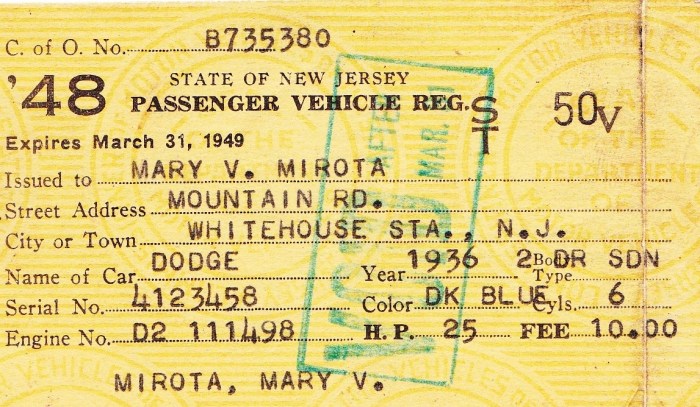 C. of O. No. B735380
'48 STATE OF NEW JERSEY
PASSENGER VEHICLE REG. ST 50V
Expires March 31, 1949
Issued to MARY V. MIROTA
Street Address MOUNTAIN RD.
City or Town WHITEHOUSE STA., N.J.
Name of Car DODGE Year 1936 Body Type 2 DR SDN
Serial No. 4123458 Color DK BLUE Cyls. 6
Engine No. D2 111498 H.P. 25 FEE 10.00
MIROTA, MARY V.
AFTER
MAR.